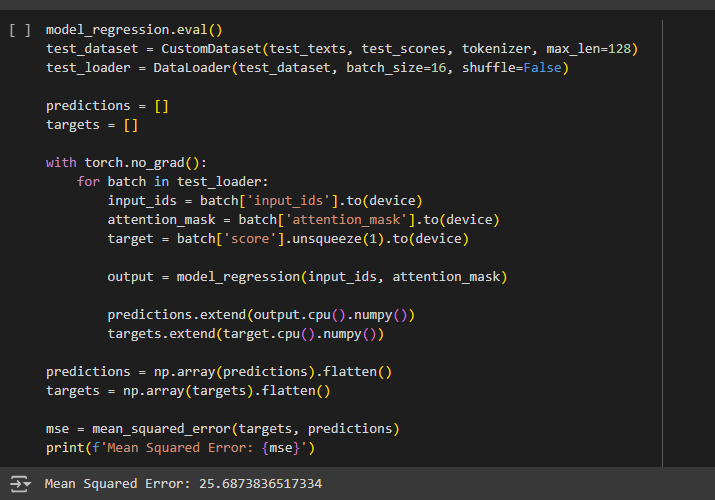 [ ] model_regression.eval()
test_dataset = CustomDataset(test_texts, test_scores, tokenizer, max_len=128)
test_loader = DataLoader(test_dataset, batch_size=16, shuffle=False)

predictions = []
targets = []

with torch.no_grad():
    for batch in test_loader:
        input_ids = batch['input_ids'].to(device)
        attention_mask = batch['attention_mask'].to(device)
        target = batch['score'].unsqueeze(1).to(device)

        output = model_regression(input_ids, attention_mask)

        predictions.extend(output.cpu().numpy())
        targets.extend(target.cpu().numpy())

predictions = np.array(predictions).flatten()
targets = np.array(targets).flatten()

mse = mean_squared_error(targets, predictions)
print(f'Mean Squared Error: {mse}')
Mean Squared Error: 25.6873836517334